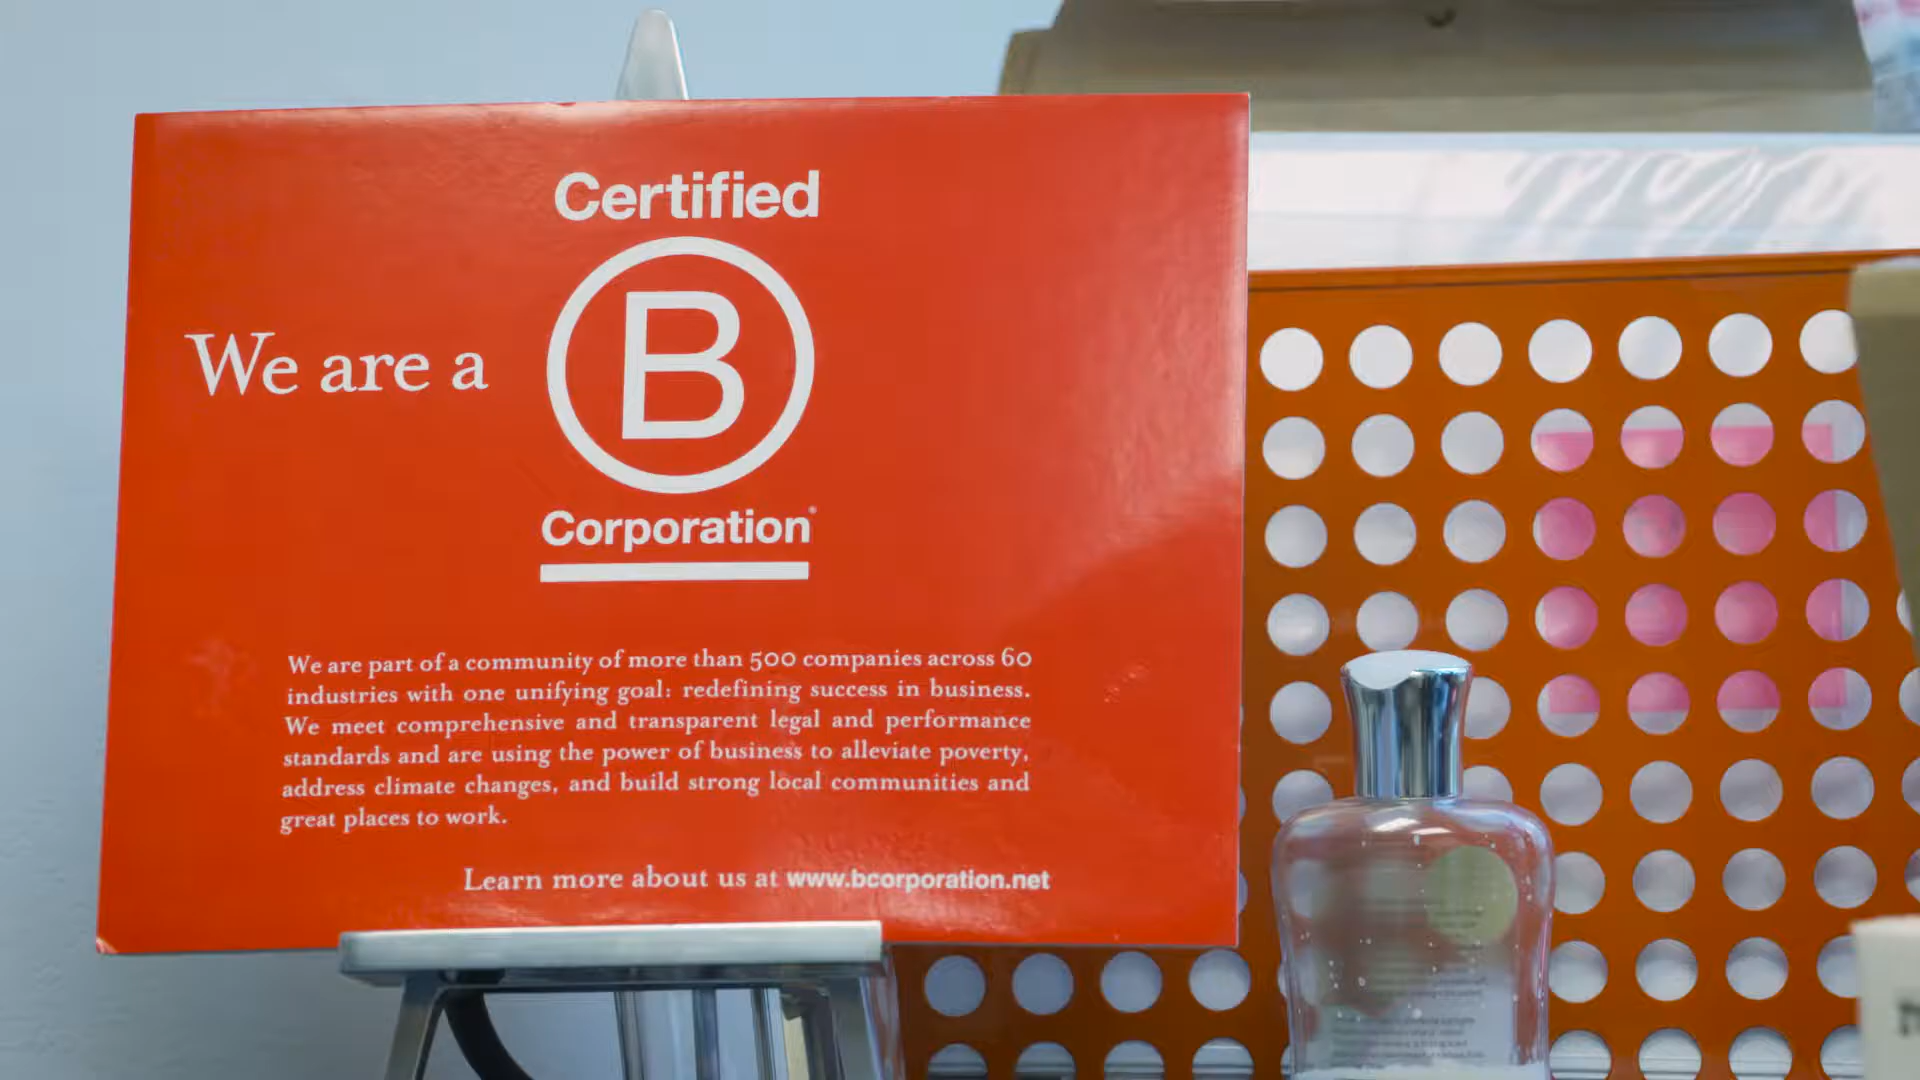 Certified
We are a
B
Corporation®
We are part of a community of more than 500 companies across 60
industries with one unifying goal: redefining success in business.
We meet comprehensive and transparent legal and performance
standards and are using the power of business to alleviate poverty,
address climate changes, and build strong local communities and
great places to work.
Learn more about us at www.bcorporation.net